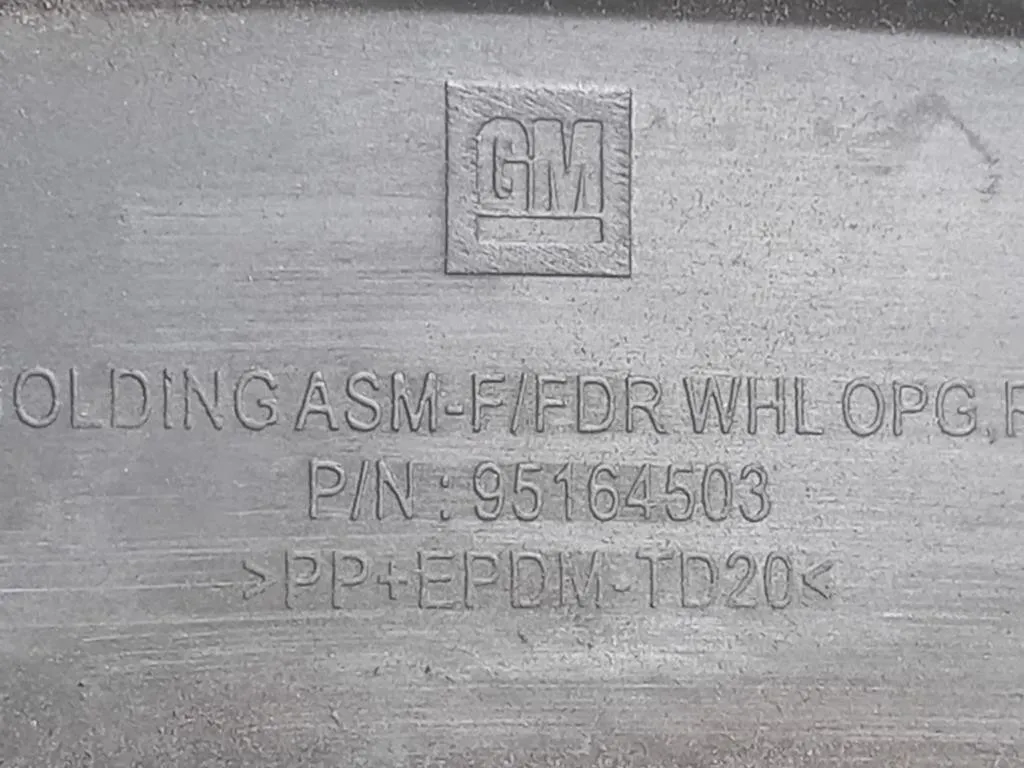 GM
OLDING ASM-F/FDR WHL OPG,
P/N : 95164503
>PP+EPDM-TD20<